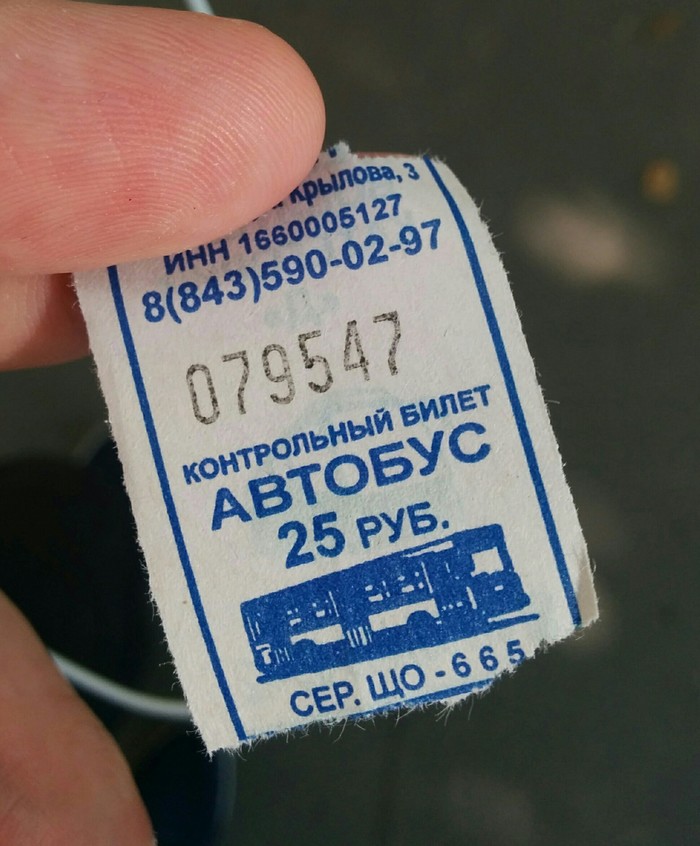 Крылова, 3
ИНН 1660005127
8(843)590-02-97
079547
КОНТРОЛЬНЫЙ БИЛЕТ
АВТОБУС
25 РУБ.
СЕР. ЩО - 665